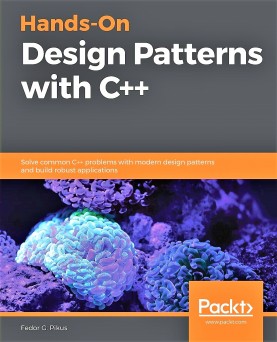 Hands-On
Design Patterns
with C++
Solve common C++ problems with modern design patterns
and build robust applications
Packt>
www.packt.com
Fedor G. Pikus